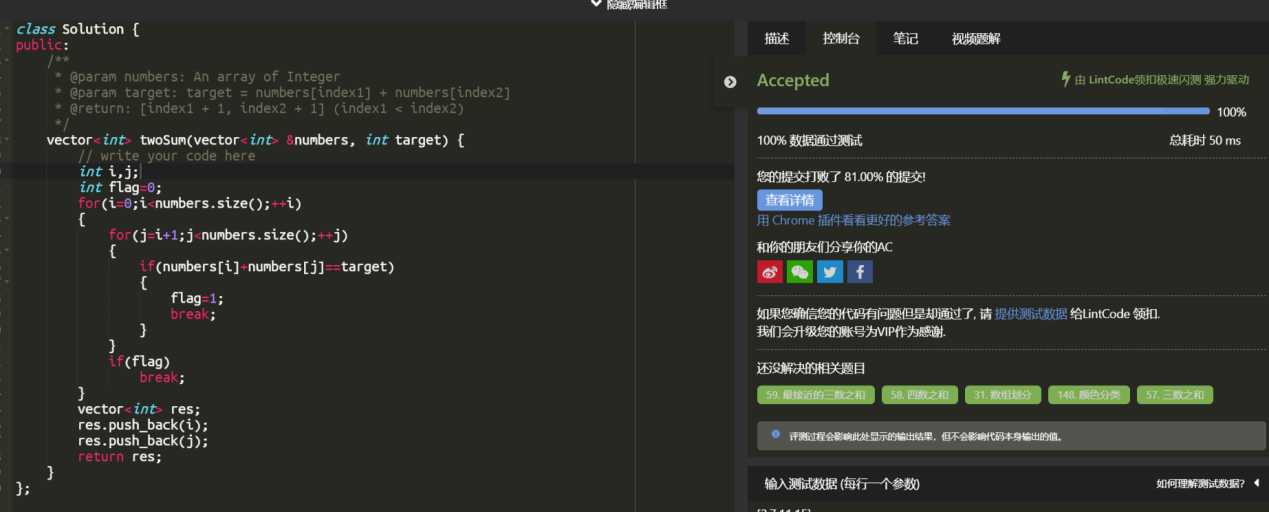 隐藏编辑框
class Solution {
public:
/**
* @param numbers: An array of Integer
* @param target: target = numbers[index1] + numbers[index2]
* @return: [index1 + 1, index2 + 1] (index1 < index2)
*/
vector<int> twoSum(vector<int> &numbers, int target) {
// write your code here
int i,j;
int flag=0;
for(i=0;i<numbers.size();++i)
{
for(j=i+1;j<numbers.size();++j)
{
if(numbers[i]+numbers[j]==target)
{
flag=1;
break;
}
}
if(flag)
break;
}
vector<int> res;
res.push_back(i);
res.push_back(j);
return res;
}
};
描述 控制台 笔记 视频题解
Accepted 由 LintCode领扣极速闪测 强力驱动
100%
100% 数据通过测试 总耗时 50 ms
您的提交打败了 81.00% 的提交!
查看详情
用 Chrome 插件看看更好的参考答案
和你的朋友们分享你的AC
如果您确信您的代码有问题但是却通过了, 请 提供测试数据 给LintCode 领扣.
我们会升级您的账号为VIP作为感谢.
还没解决的相关题目
59. 最接近的三数之和 58. 四数之和 31. 数组划分 148. 颜色分类 57. 三数之和
评测过程会影响此处显示的输出结果，但不会影响代码本身输出的值。
输入测试数据 (每行一个参数) 如何理解测试数据?